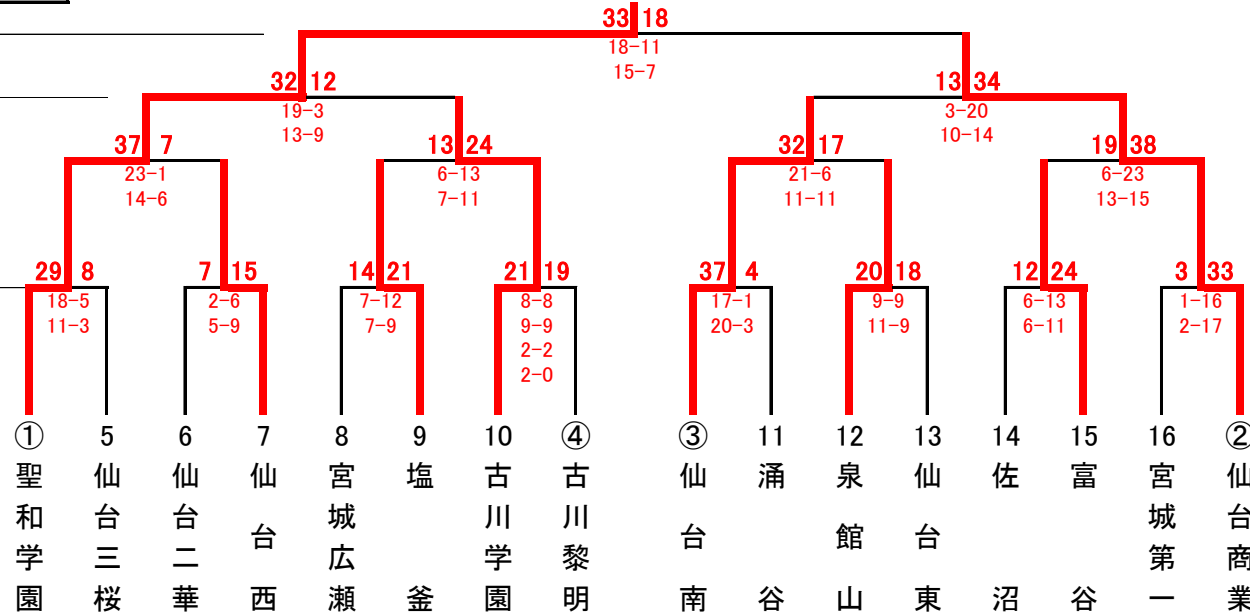 33 18
18-11
15-7
32 12
19-3
13-9
13 34
3-20
10-14
37 7
23-1
14-6
13 24
6-13
7-11
32 17
21-6
11-11
19 38
6-23
13-15
29 8
18-5
11-3
7 15
2-6
5-9
14 21
7-12
7-9
21 19
8-8
9-9
2-2
2-0
37 4
17-1
20-3
20 18
9-9
11-9
12 24
6-13
6-11
3 33
1-16
2-17
① 聖和学園
5 仙台三桜
6 仙台二華
7 仙台西
8 宮城広瀬
9 塩釜
10 古川学園
④ 古川黎明
③ 仙台南
11 涌谷
12 泉館山
13 仙台東
14 佐沼
15 富谷
16 宮城第一
② 仙台商業